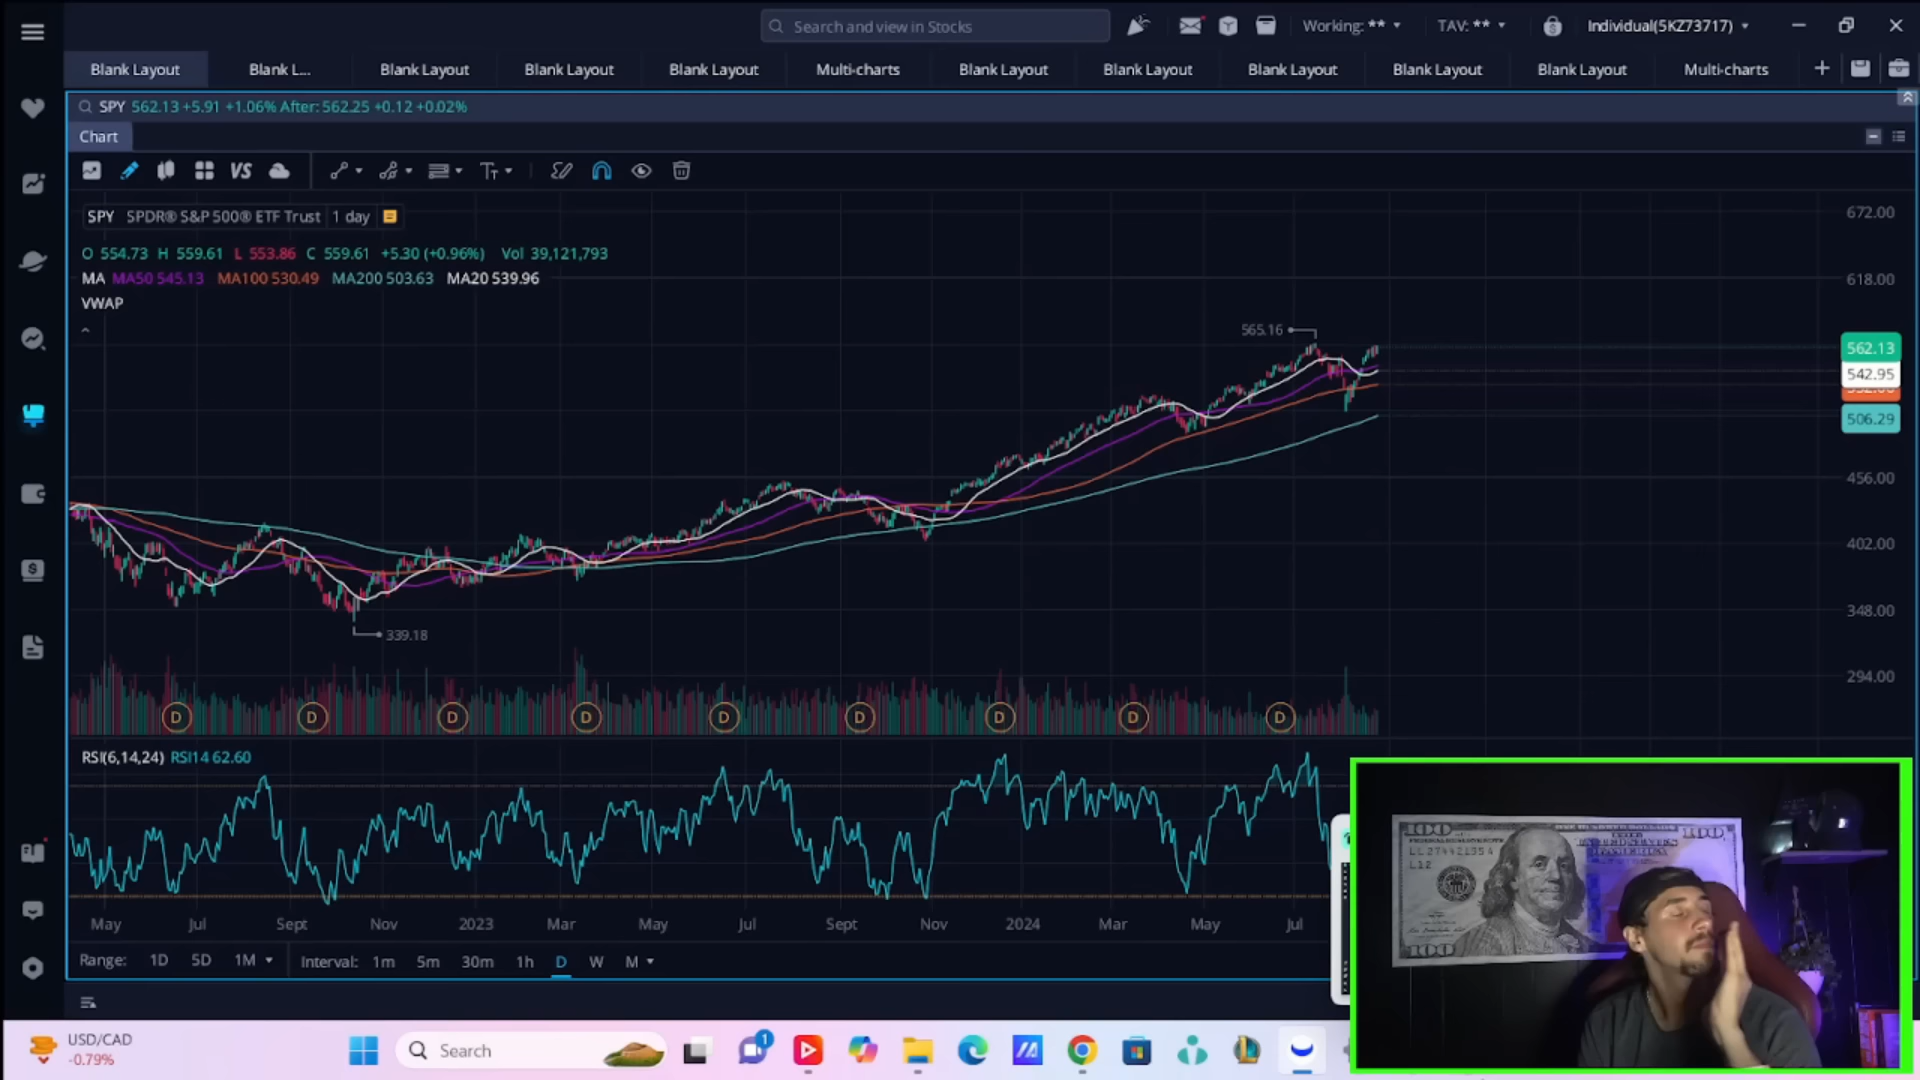 Search and view in Stocks
Working: **
TAV: **
Individual(5KZ73717)
Blank Layout
Blank L...
Blank Layout
Blank Layout
Blank Layout
Multi-charts
Blank Layout
Blank Layout
Blank Layout
Blank Layout
Blank Layout
Multi-charts
SPY 562.13 +5.91 +1.06% After: 562.25 +0.12 +0.02%
Chart
VS
SPY SPDR® S&P 500® ETF Trust 1 day
O 554.73 H 559.61 L 553.86 C 559.61 +5.30 (+0.96%) Vol 39,121,793
MA MA50 545.13 MA100 530.49 MA200 503.63 MA20 539.96
VWAP
672.00
618.00
565.16
562.13
542.95
506.29
456.00
402.00
348.00
339.18
294.00
D D D D D D D D D
RSI(6,14,24) RSI14 62.60
May Jul Sept Nov 2023 Mar May Jul Sept Nov 2024 Mar May Jul
Range: 1D 5D 1M Interval: 1m 5m 30m 1h D W M
USD/CAD
-0.79%
Search
1
100
100
100